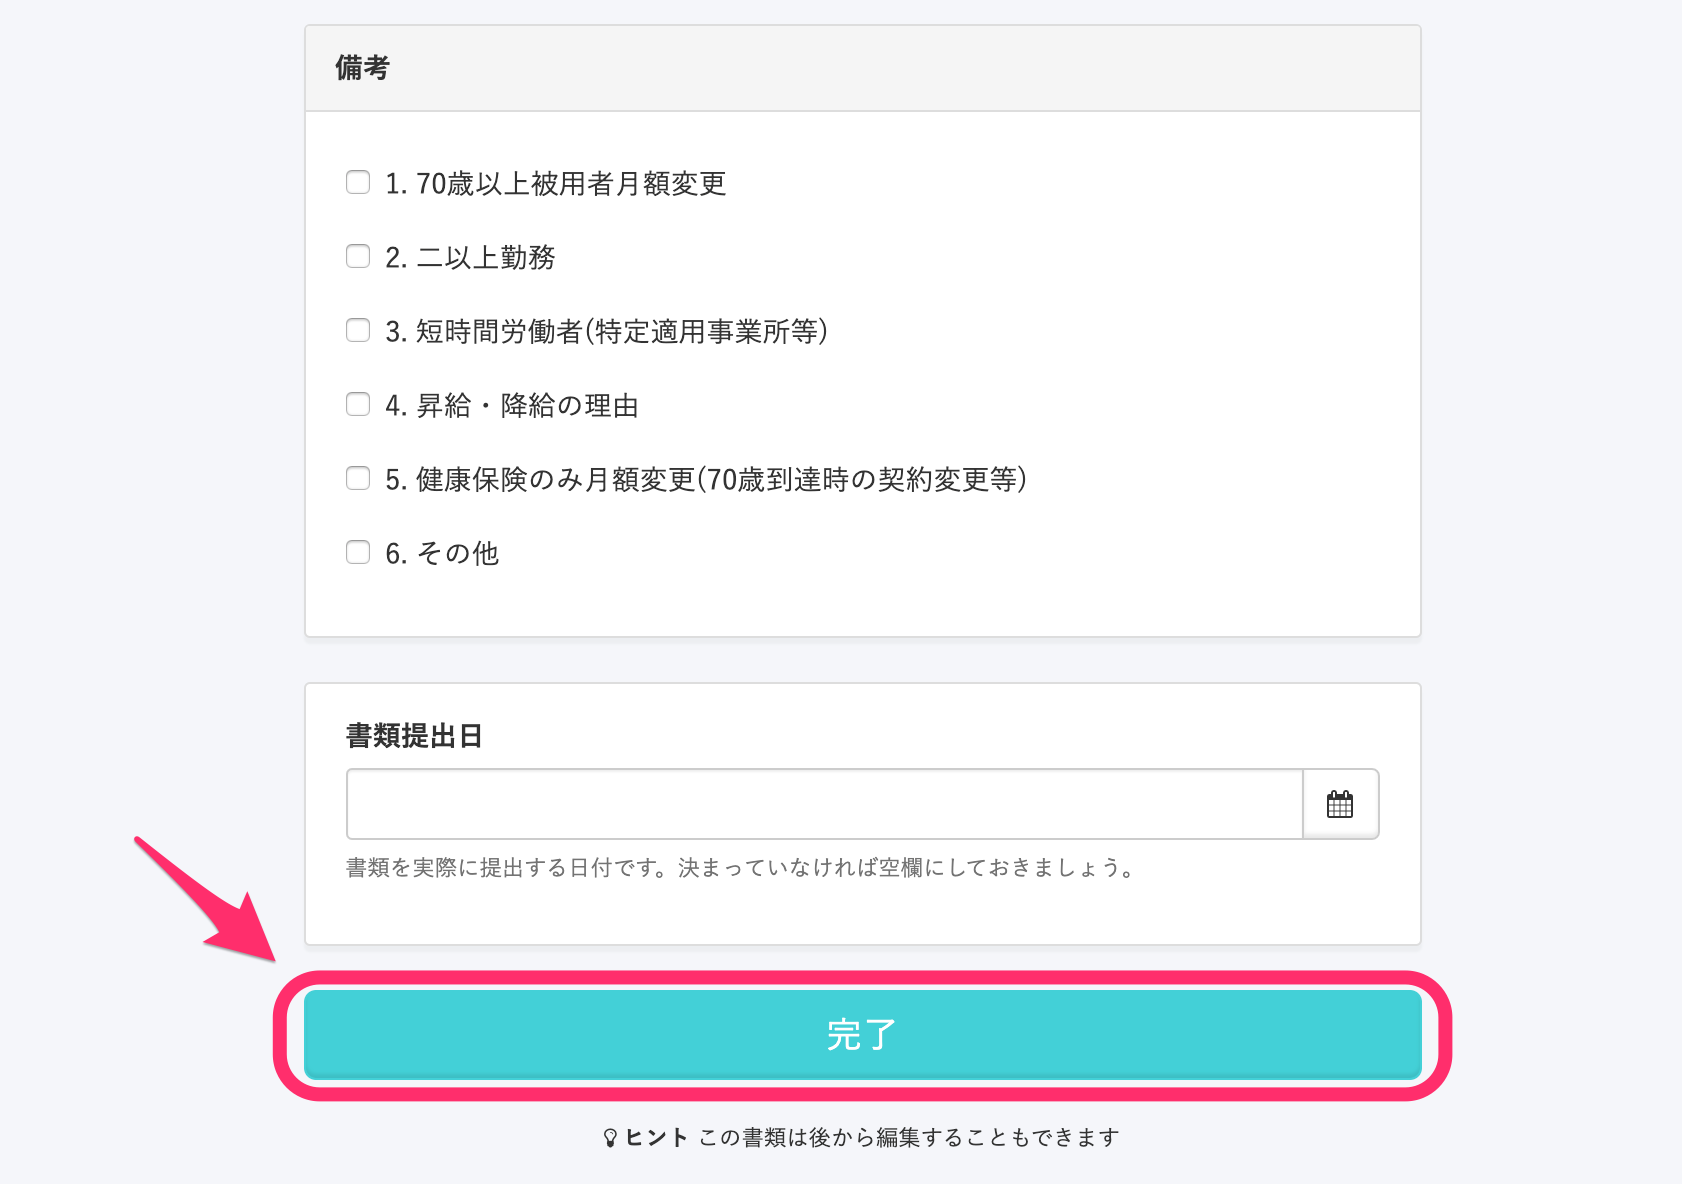 備考
1. 70歳以上被用者月額変更
2. 二以上勤務
3. 短時間労働者(特定適用事業所等)
4. 昇給・降給の理由
5. 健康保険のみ月額変更(70歳到達時の契約変更等)
6. その他
書類提出日
書類を実際に提出する日付です。決まっていなければ空欄にしておきましょう。
完了
ヒント この書類は後から編集することもできます